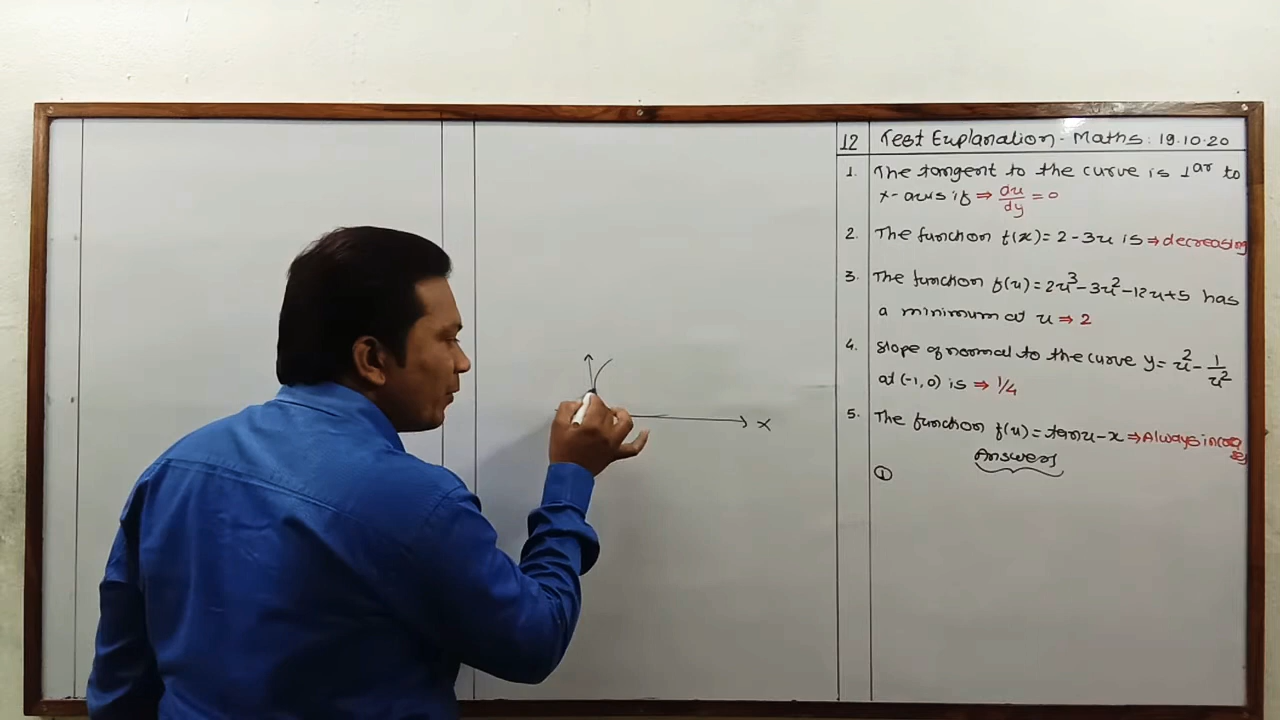 12 Test Explanation - Maths : 19.10.20
1. The tangent to the curve is ⊥ar to
x-axis if ⇒ dx/dy = 0
2. The function f(x) = 2 - 3x is ⇒ decreasing
3. The function f(x) = 2x³ - 3x² - 12x + 5 has
a minimum at x ⇒ 2
4. Slope of normal to the curve y = x² - 1/x²
at (-1, 0) is ⇒ 1/4
5. The function f(x) = tanx - x ⇒ Always
Answers
①
X